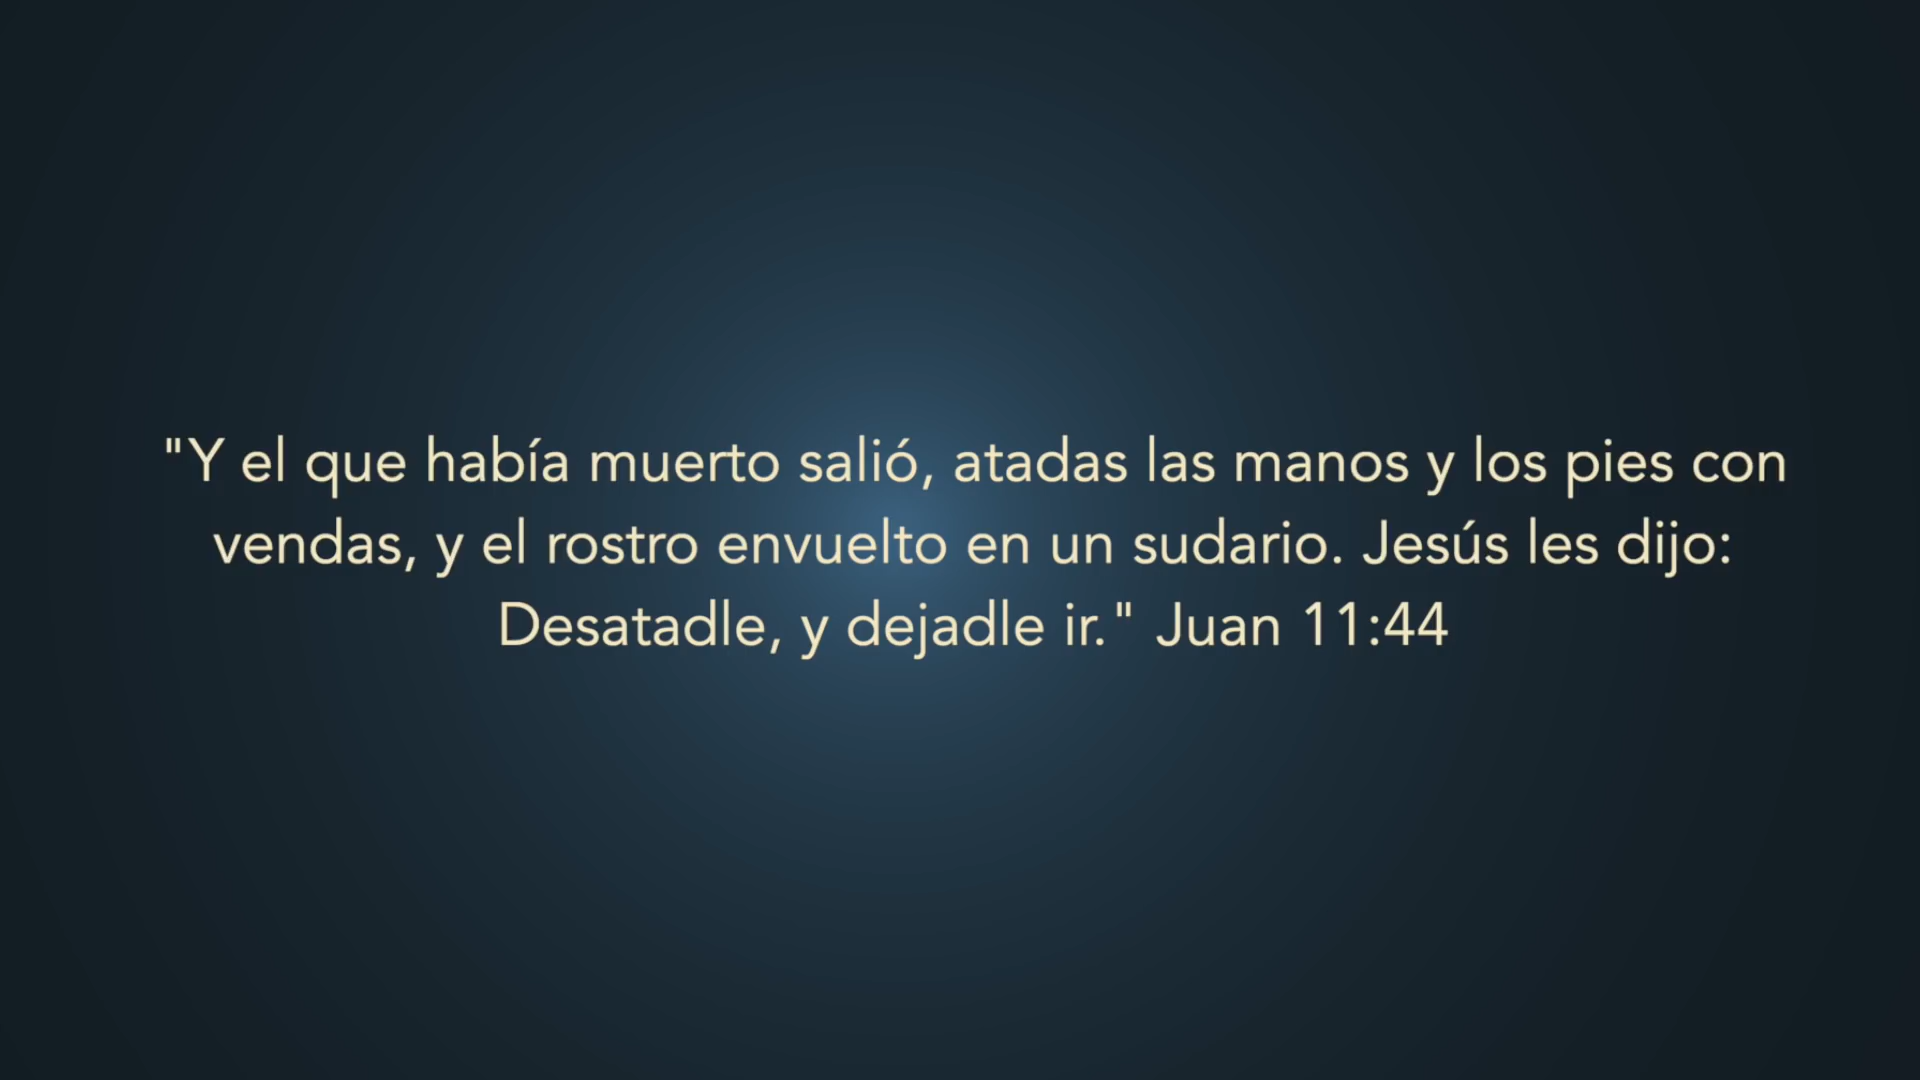 "Y el que había muerto salió, atadas las manos y los pies con
vendas, y el rostro envuelto en un sudario. Jesús les dijo:
Desatadle, y dejadle ir." Juan 11:44